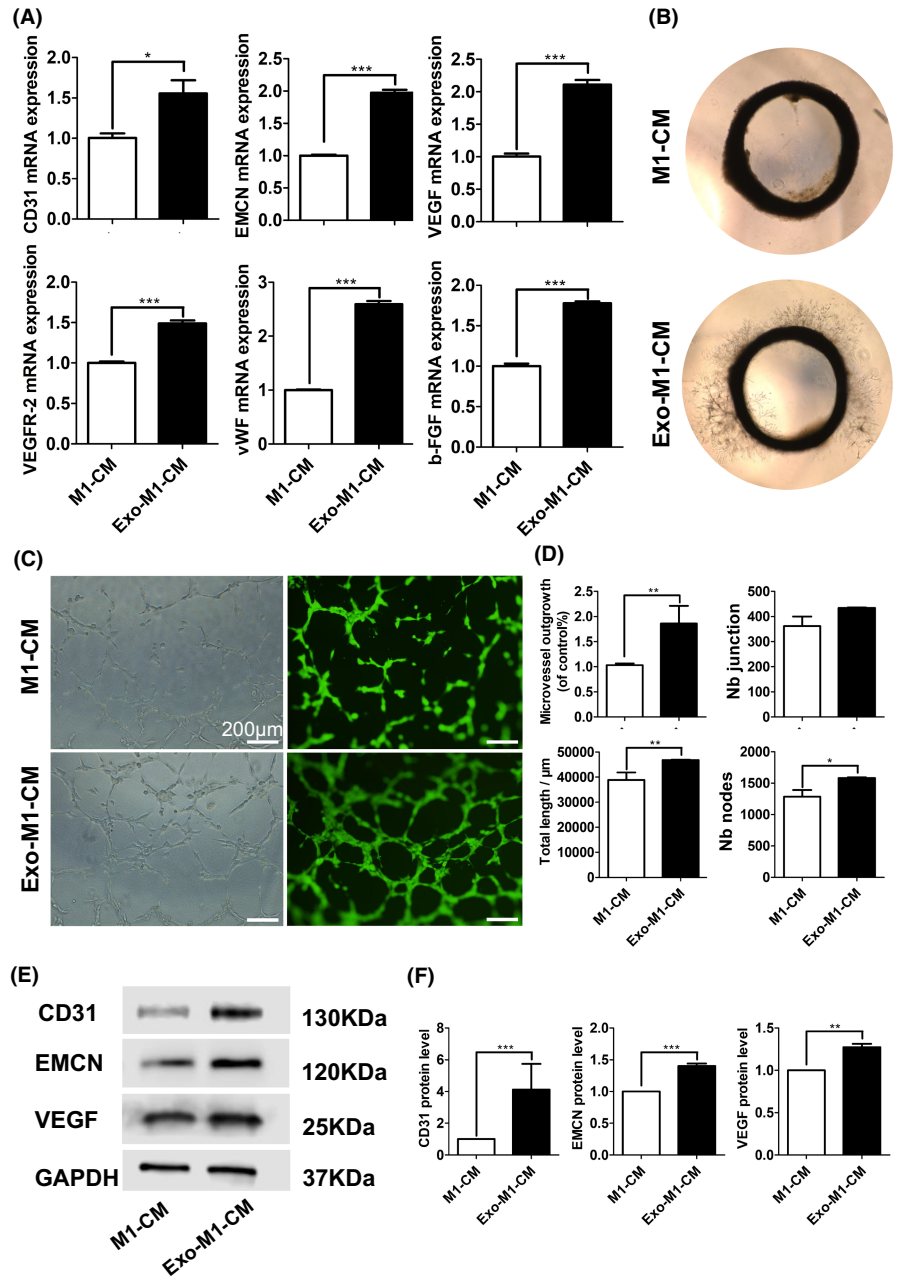 (A)
CD31 mRNA expression
2.0
1.5
1.0
0.5
0.0
*
EMCN mRNA expression
2.5
2.0
1.5
1.0
0.5
0.0
***
VEGF mRNA expression
2.5
2.0
1.5
1.0
0.5
0.0
***
VEGFR-2 mRNA expression
2.0
1.5
1.0
0.5
0.0
***
M1-CM
Exo-M1-CM
vWF mRNA expression
3
2
1
0
***
M1-CM
Exo-M1-CM
b-FGF mRNA expression
2.0
1.5
1.0
0.5
0.0
***
M1-CM
Exo-M1-CM
(B)
M1-CM
Exo-M1-CM
(C)
M1-CM
200μm
Exo-M1-CM
(D)
Microvessel outgrowth
(of control%)
2.5
2.0
1.5
1.0
0.5
0.0
**
Nb junction
500
400
300
200
100
0
Total length / μm
50000
40000
30000
20000
10000
0
**
M1-CM
Exo-M1-CM
Nb nodes
2000
1500
1000
500
0
*
M1-CM
Exo-M1-CM
(E)
CD31
130KDa
EMCN
120KDa
VEGF
25KDa
GAPDH
37KDa
M1-CM
Exo-M1-CM
(F)
CD31 protein level
8
6
4
2
0
***
M1-CM
Exo-M1-CM
EMCN protein level
2.0
1.5
1.0
0.5
0.0
***
M1-CM
Exo-M1-CM
VEGF protein level
1.5
1.0
0.5
0.0
**
M1-CM
Exo-M1-CM